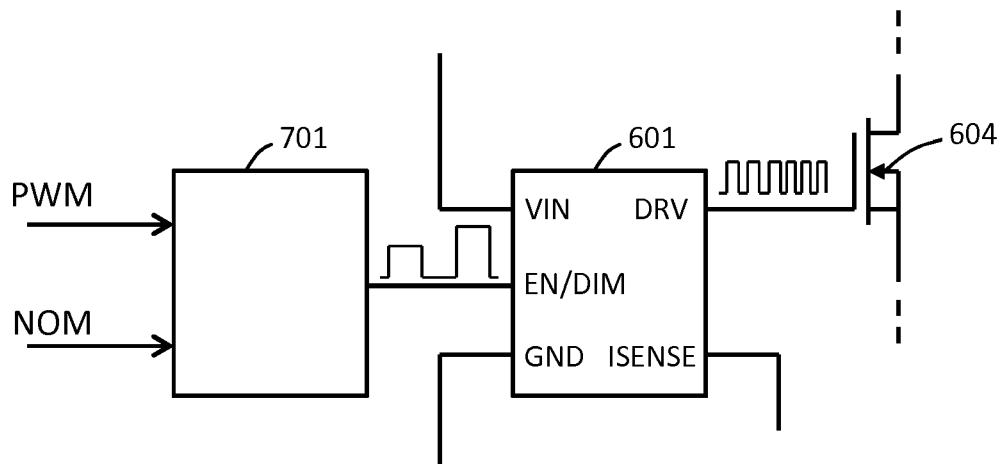 701
601
604
PWM
NOM
VIN
DRV
EN/DIM
GND
ISENSE